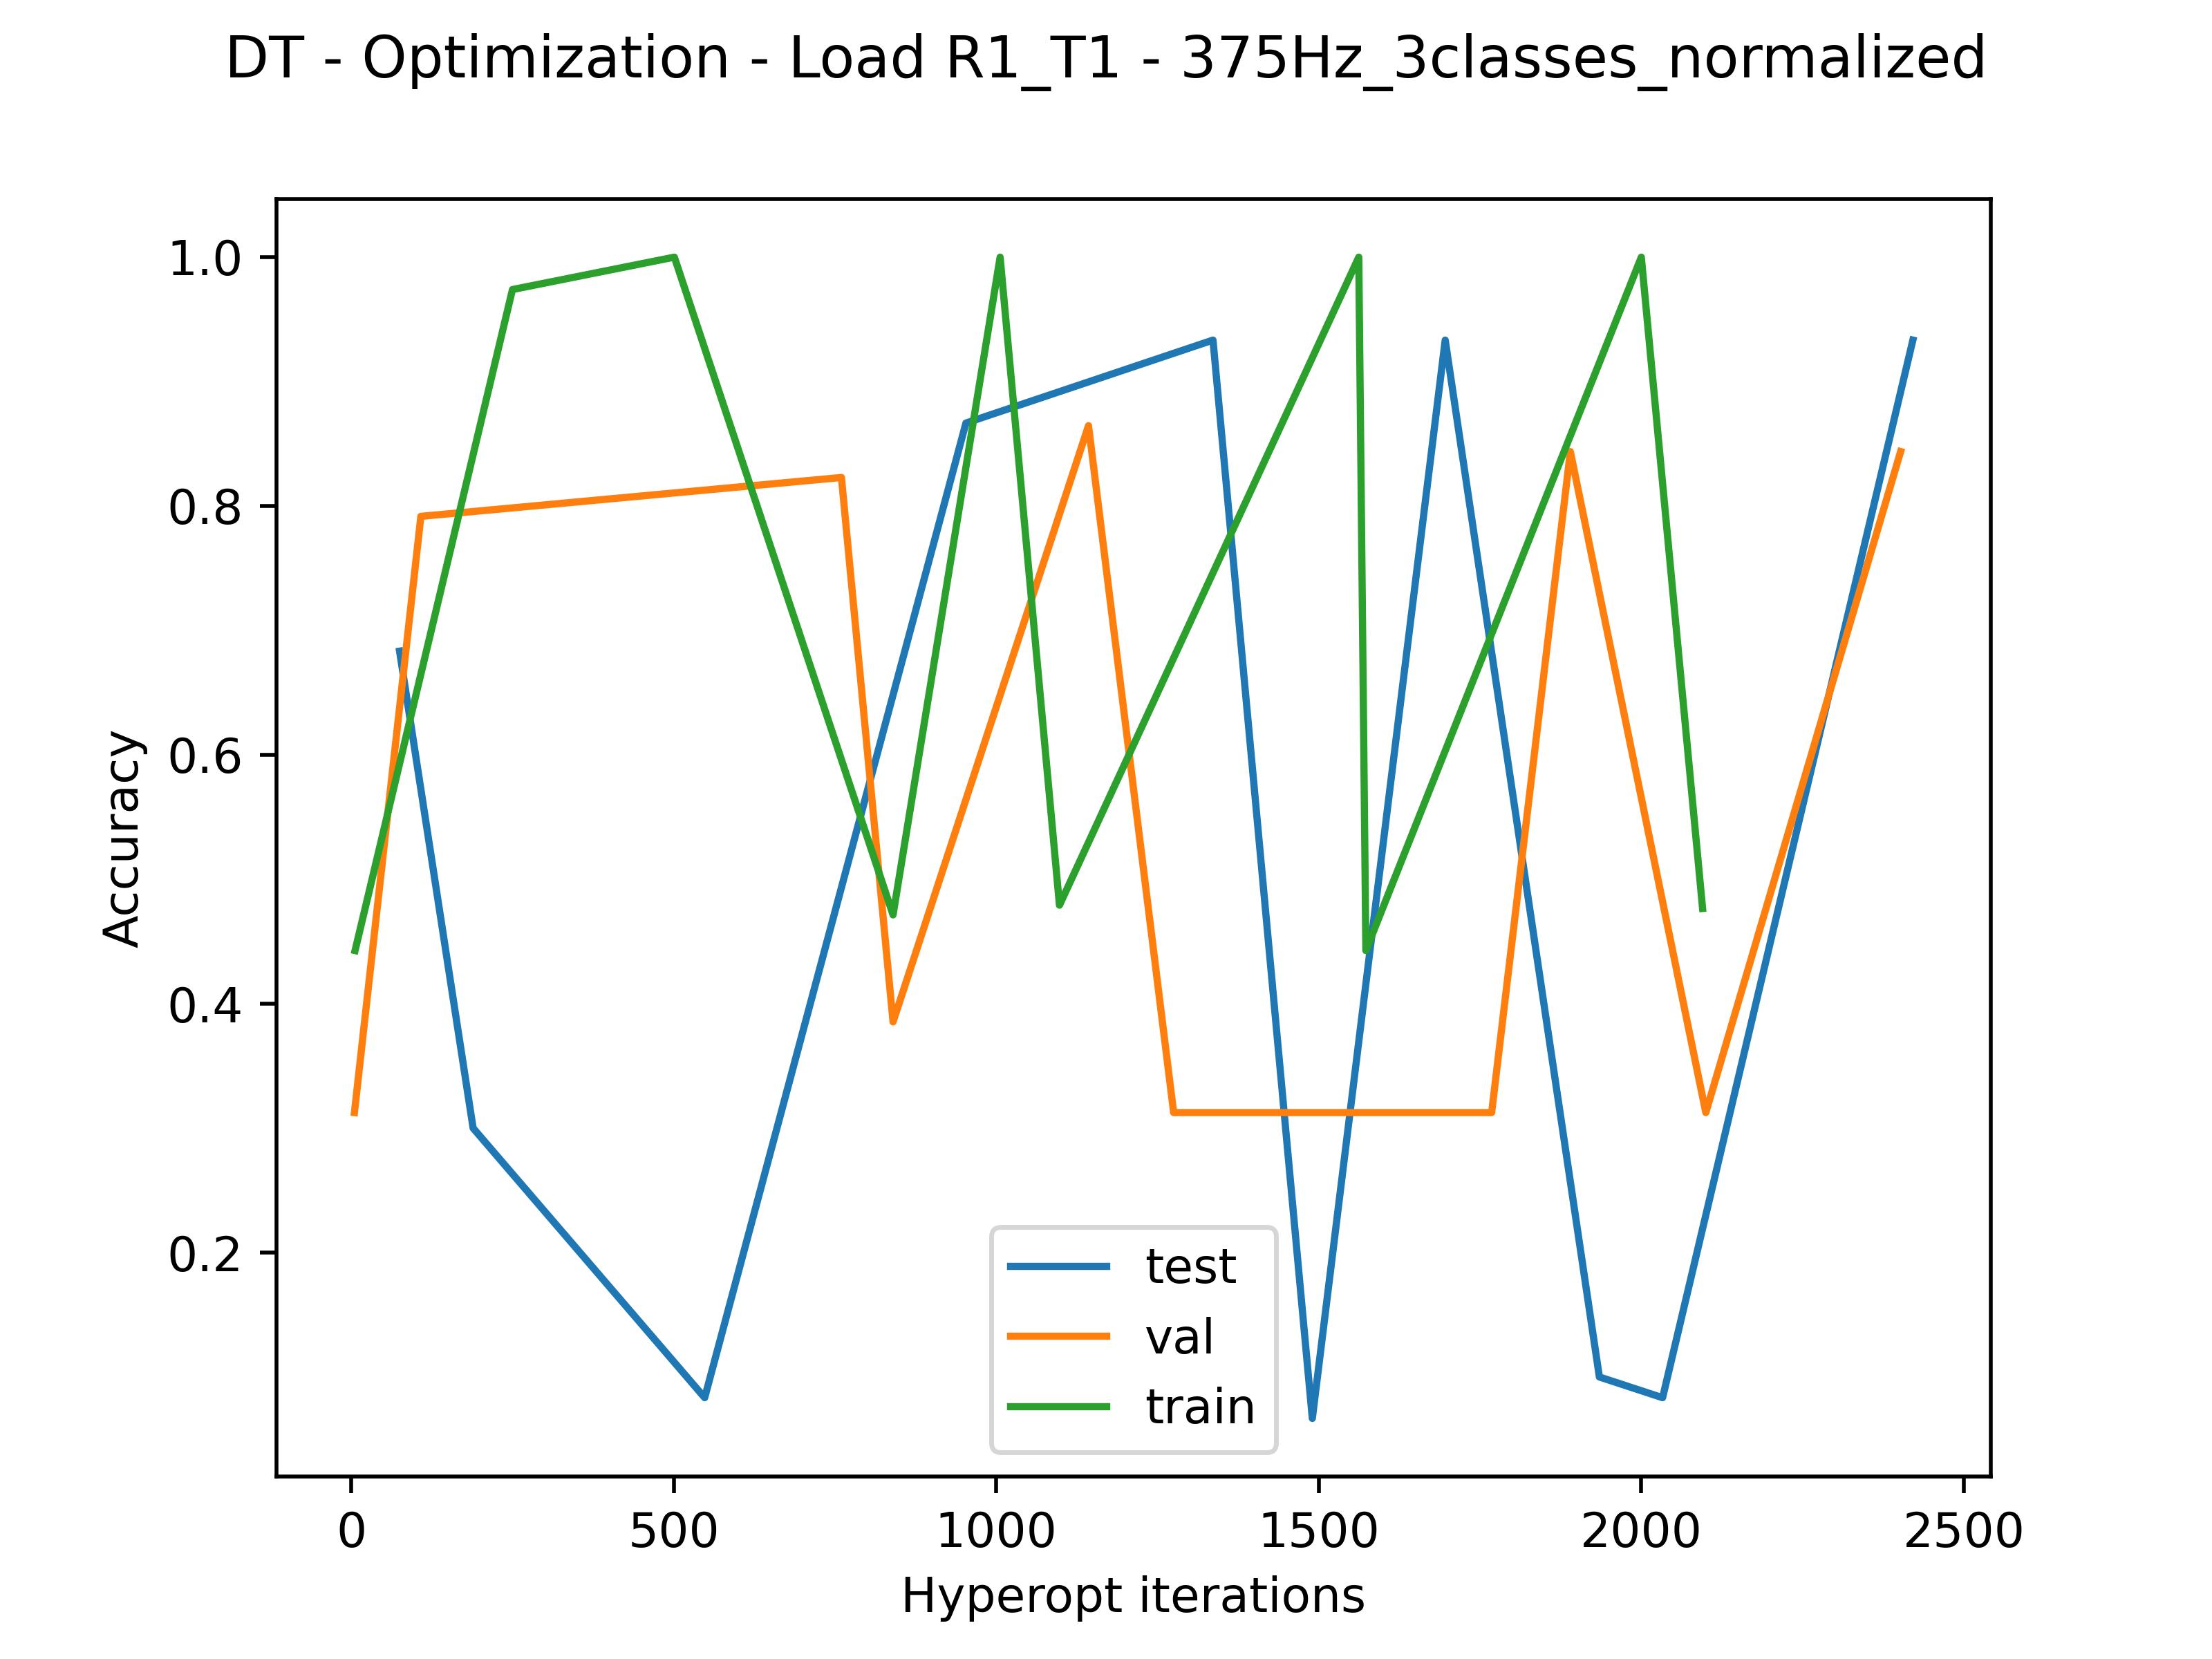 DT - Optimization - Load R1_T1 - 375Hz_3classes_normalized
1.0
0.8
0.6
0.4
0.2
Accuracy
test
val
train
0 500 1000 1500 2000 2500
Hyperopt iterations